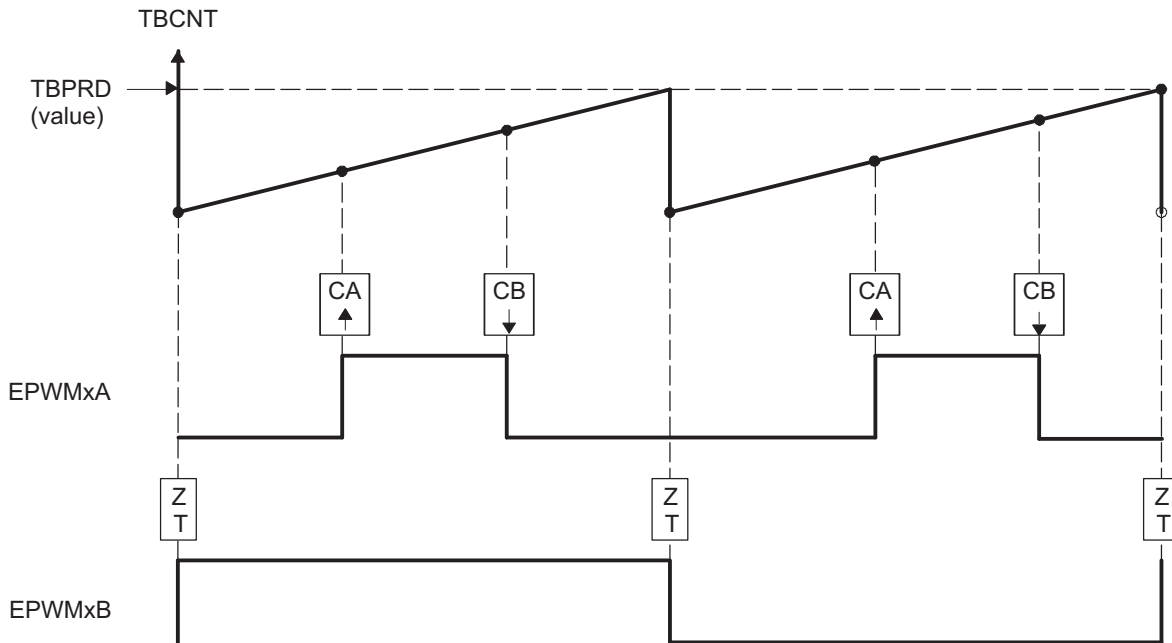 TBCNT
TBPRD
(value)
CA
CB
CA
CB
EPWMxA
Z
T
Z
T
Z
T
EPWMxB